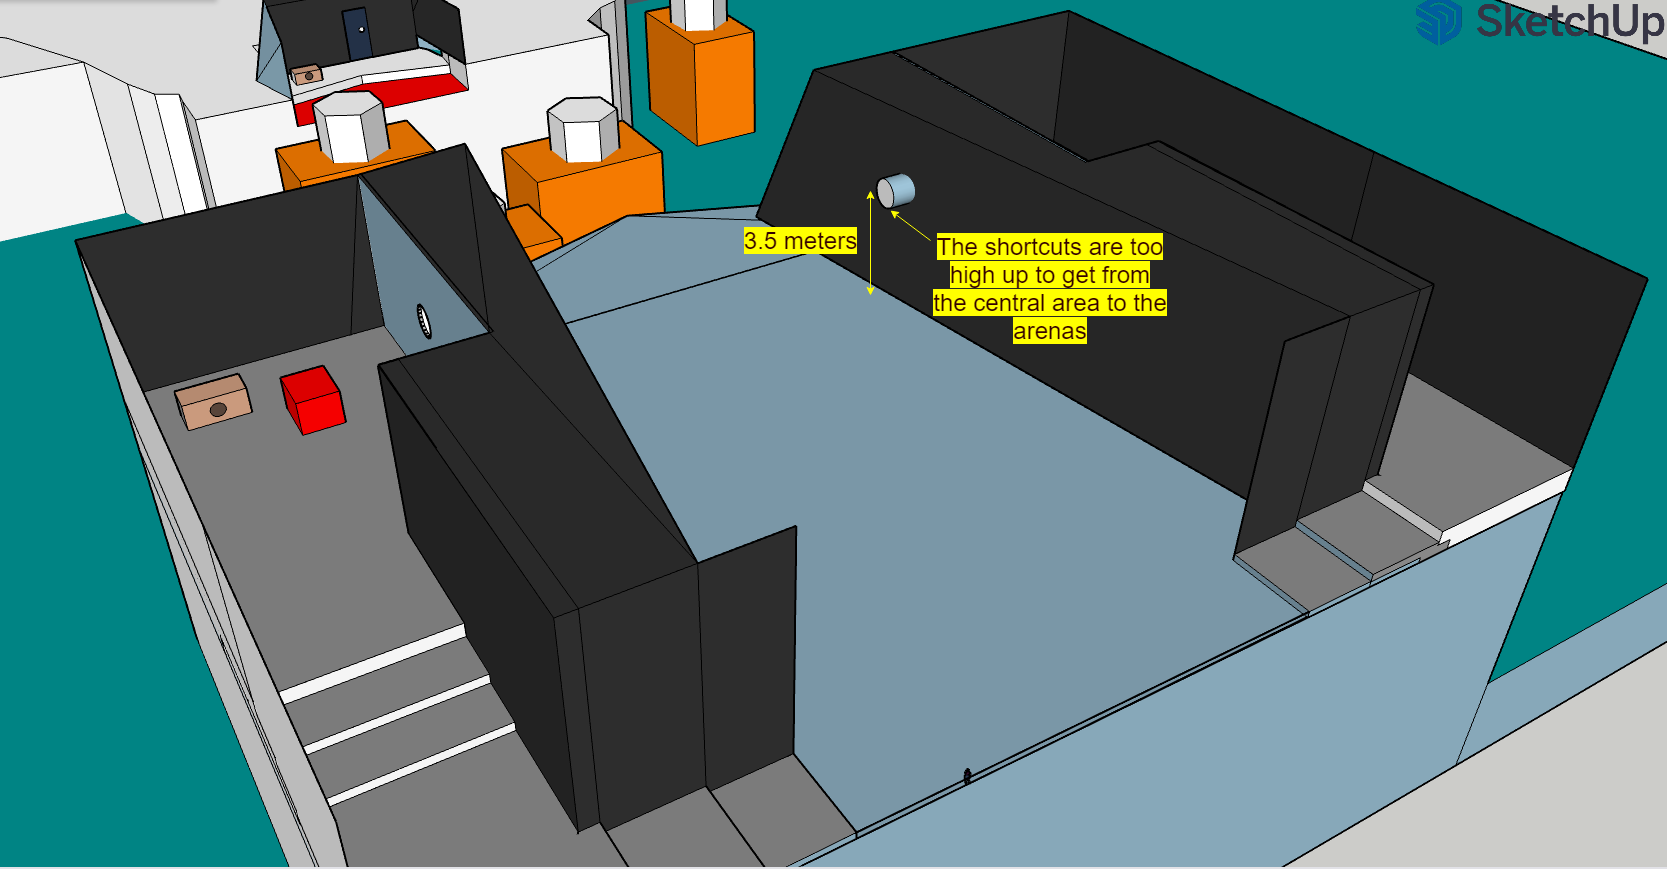 SketchUp
3.5 meters
The shortcuts are too
high up to get from
the central area to the
arenas